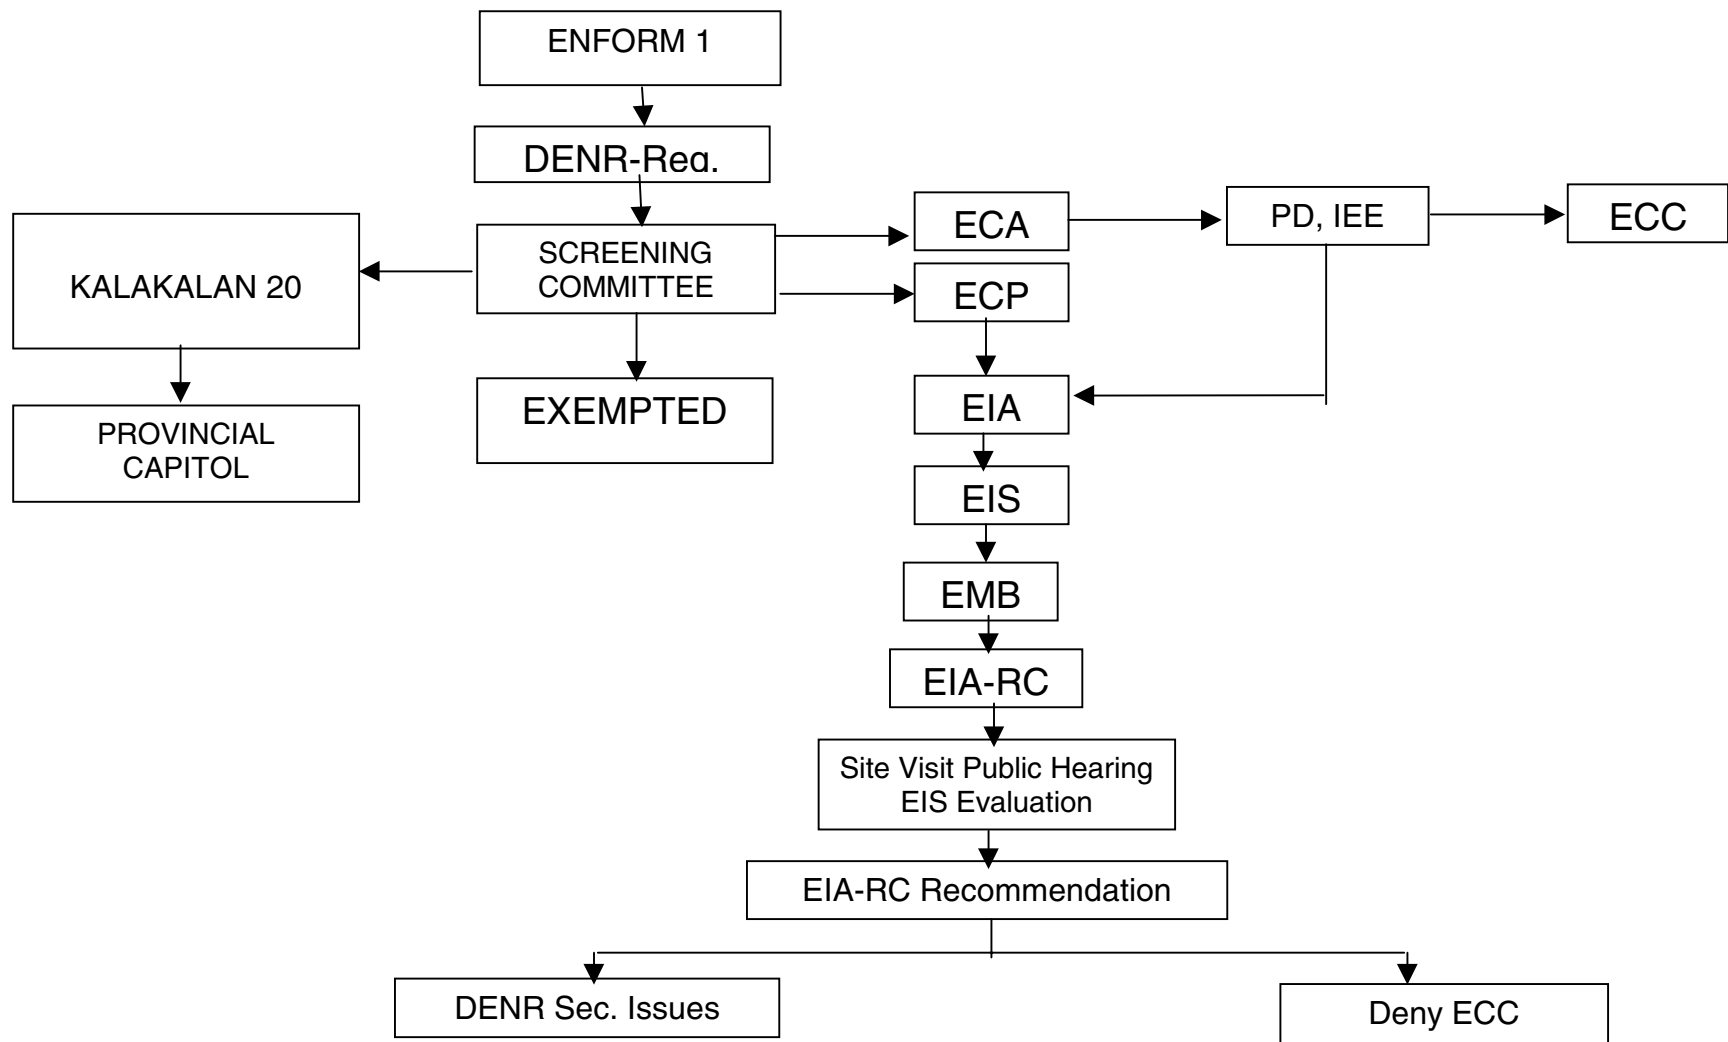 ENFORM 1
DENR-Reg.
ECA
PD, IEE
ECC
SCREENING
COMMITTEE
KALAKALAN 20
ECP
EXEMPTED
EIA
PROVINCIAL
CAPITOL
EIS
EMB
EIA-RC
Site Visit Public Hearing
EIS Evaluation
EIA-RC Recommendation
DENR Sec. Issues
Deny ECC